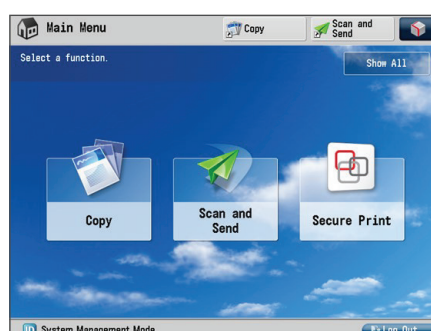 Main Menu
Copy
Scan and
Send
Select a function.
Show All
Copy
Scan and
Send
Secure Print
ID System Management Mode
Log Out